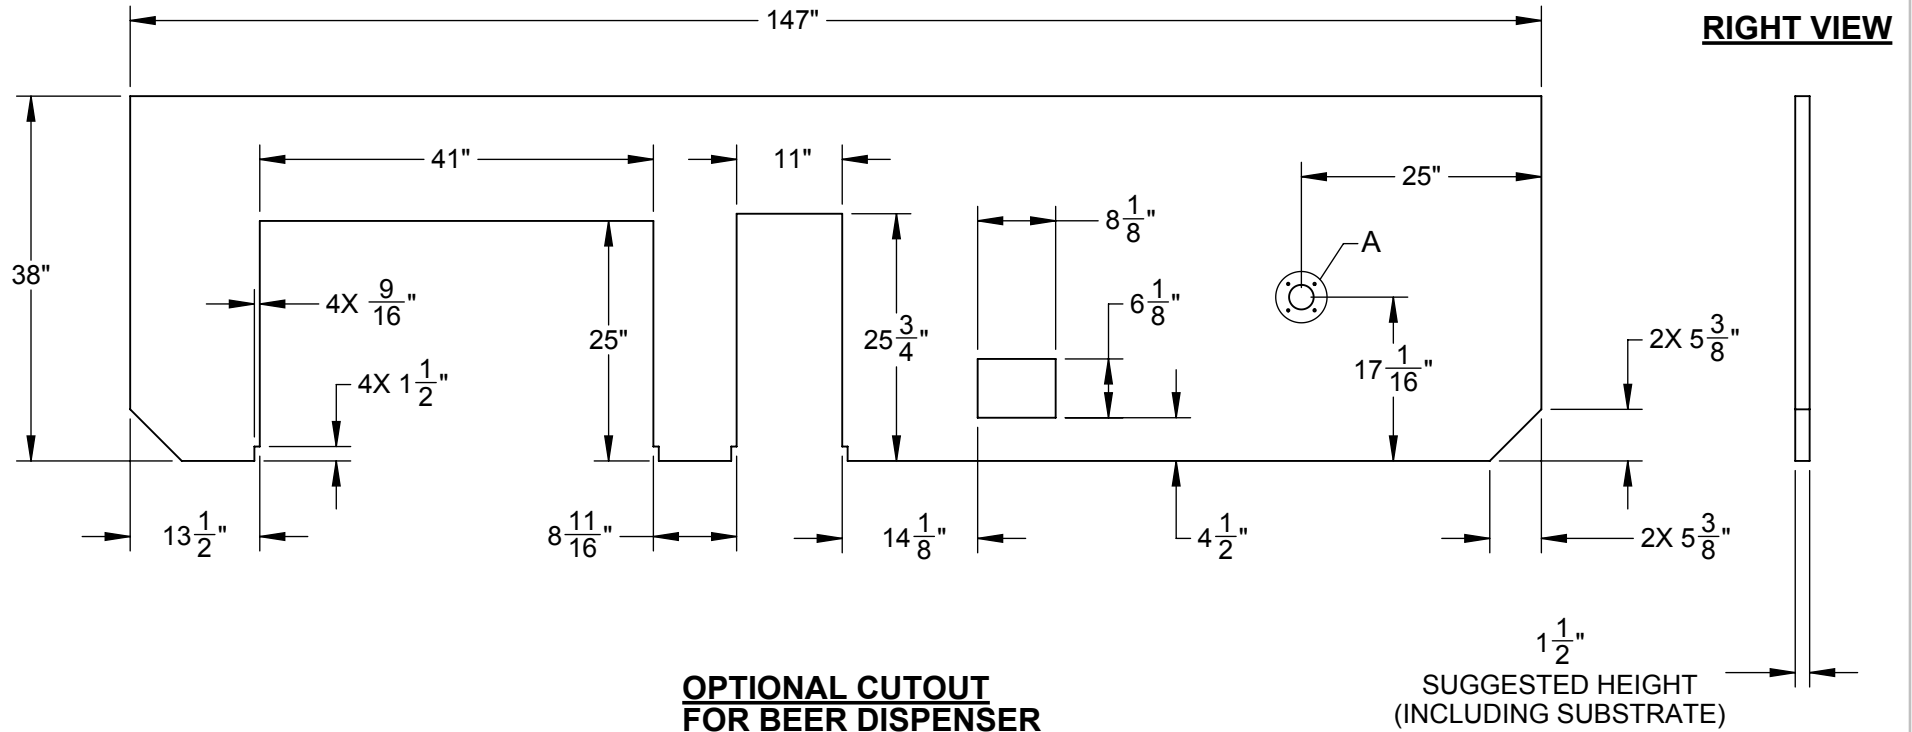 147"
RIGHT VIEW
41"
11"
25"
8 1/8"
A
38"
4X 9/16"
6 1/8"
25"
25 3/4"
2X 5 3/8"
17 1/16"
4X 1 1/2"
13 1/2"
8 11/16"
14 1/8"
4 1/2"
2X 5 3/8"
1 1/2"
SUGGESTED HEIGHT
(INCLUDING SUBSTRATE)
OPTIONAL CUTOUT
FOR BEER DISPENSER